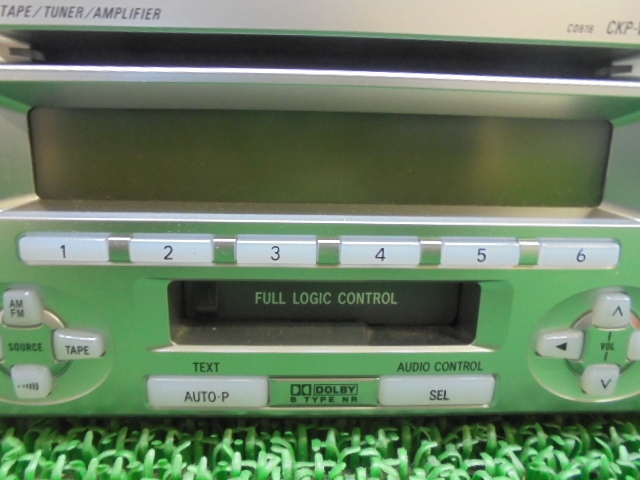 TAPE/TUNER/AMPLIFIER
CD616 CKP-
1 2 3 4 5 6
FULL LOGIC CONTROL
AM
FM
SOURCE TAPE
VOL
TEXT AUDIO CONTROL
AUTO·P DOLBY SEL
B TYPE NR